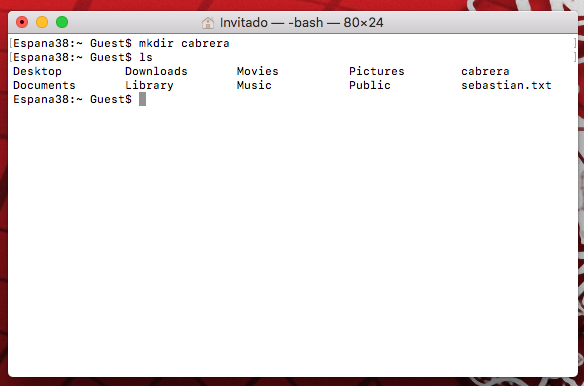 Invitado — -bash — 80×24
[Espana38:~ Guest$ mkdir cabrera ]
[Espana38:~ Guest$ ls ]
Desktop Downloads Movies Pictures cabrera
Documents Library Music Public sebastian.txt
Espana38:~ Guest$